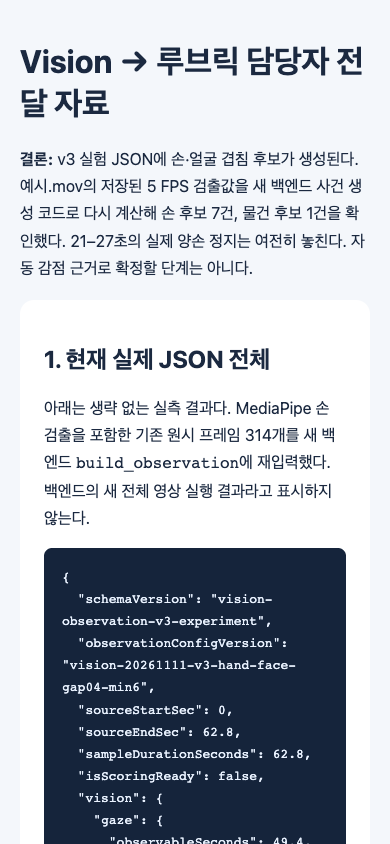 Vision → 루브릭 담당자 전
달 자료
결론: v3 실험 JSON에 손·얼굴 겹침 후보가 생성된다.
예시.mov의 저장된 5 FPS 검출값을 새 백엔드 사건 생
성 코드로 다시 계산해 손 후보 7건, 물건 후보 1건을 확
인했다. 21–27초의 실제 양손 정지는 여전히 놓친다. 자
동 감점 근거로 확정할 단계는 아니다.
1. 현재 실제 JSON 전체
아래는 생략 없는 실측 결과다. MediaPipe 손
검출을 포함한 기존 원시 프레임 314개를 새 백
엔드 build_observation에 재입력했다.
백엔드의 새 전체 영상 실행 결과라고 표시하지
않는다.
{
"schemaVersion": "vision-
observation-v3-experiment",
"observationConfigVersion":
"vision-20261111-v3-hand-face-
gap04-min6",
"sourceStartSec": 0,
"sourceEndSec": 62.8,
"sampleDurationSeconds": 62.8,
"isScoringReady": false,
"vision": {
"gaze": {
"observableSeconds": 49.4,